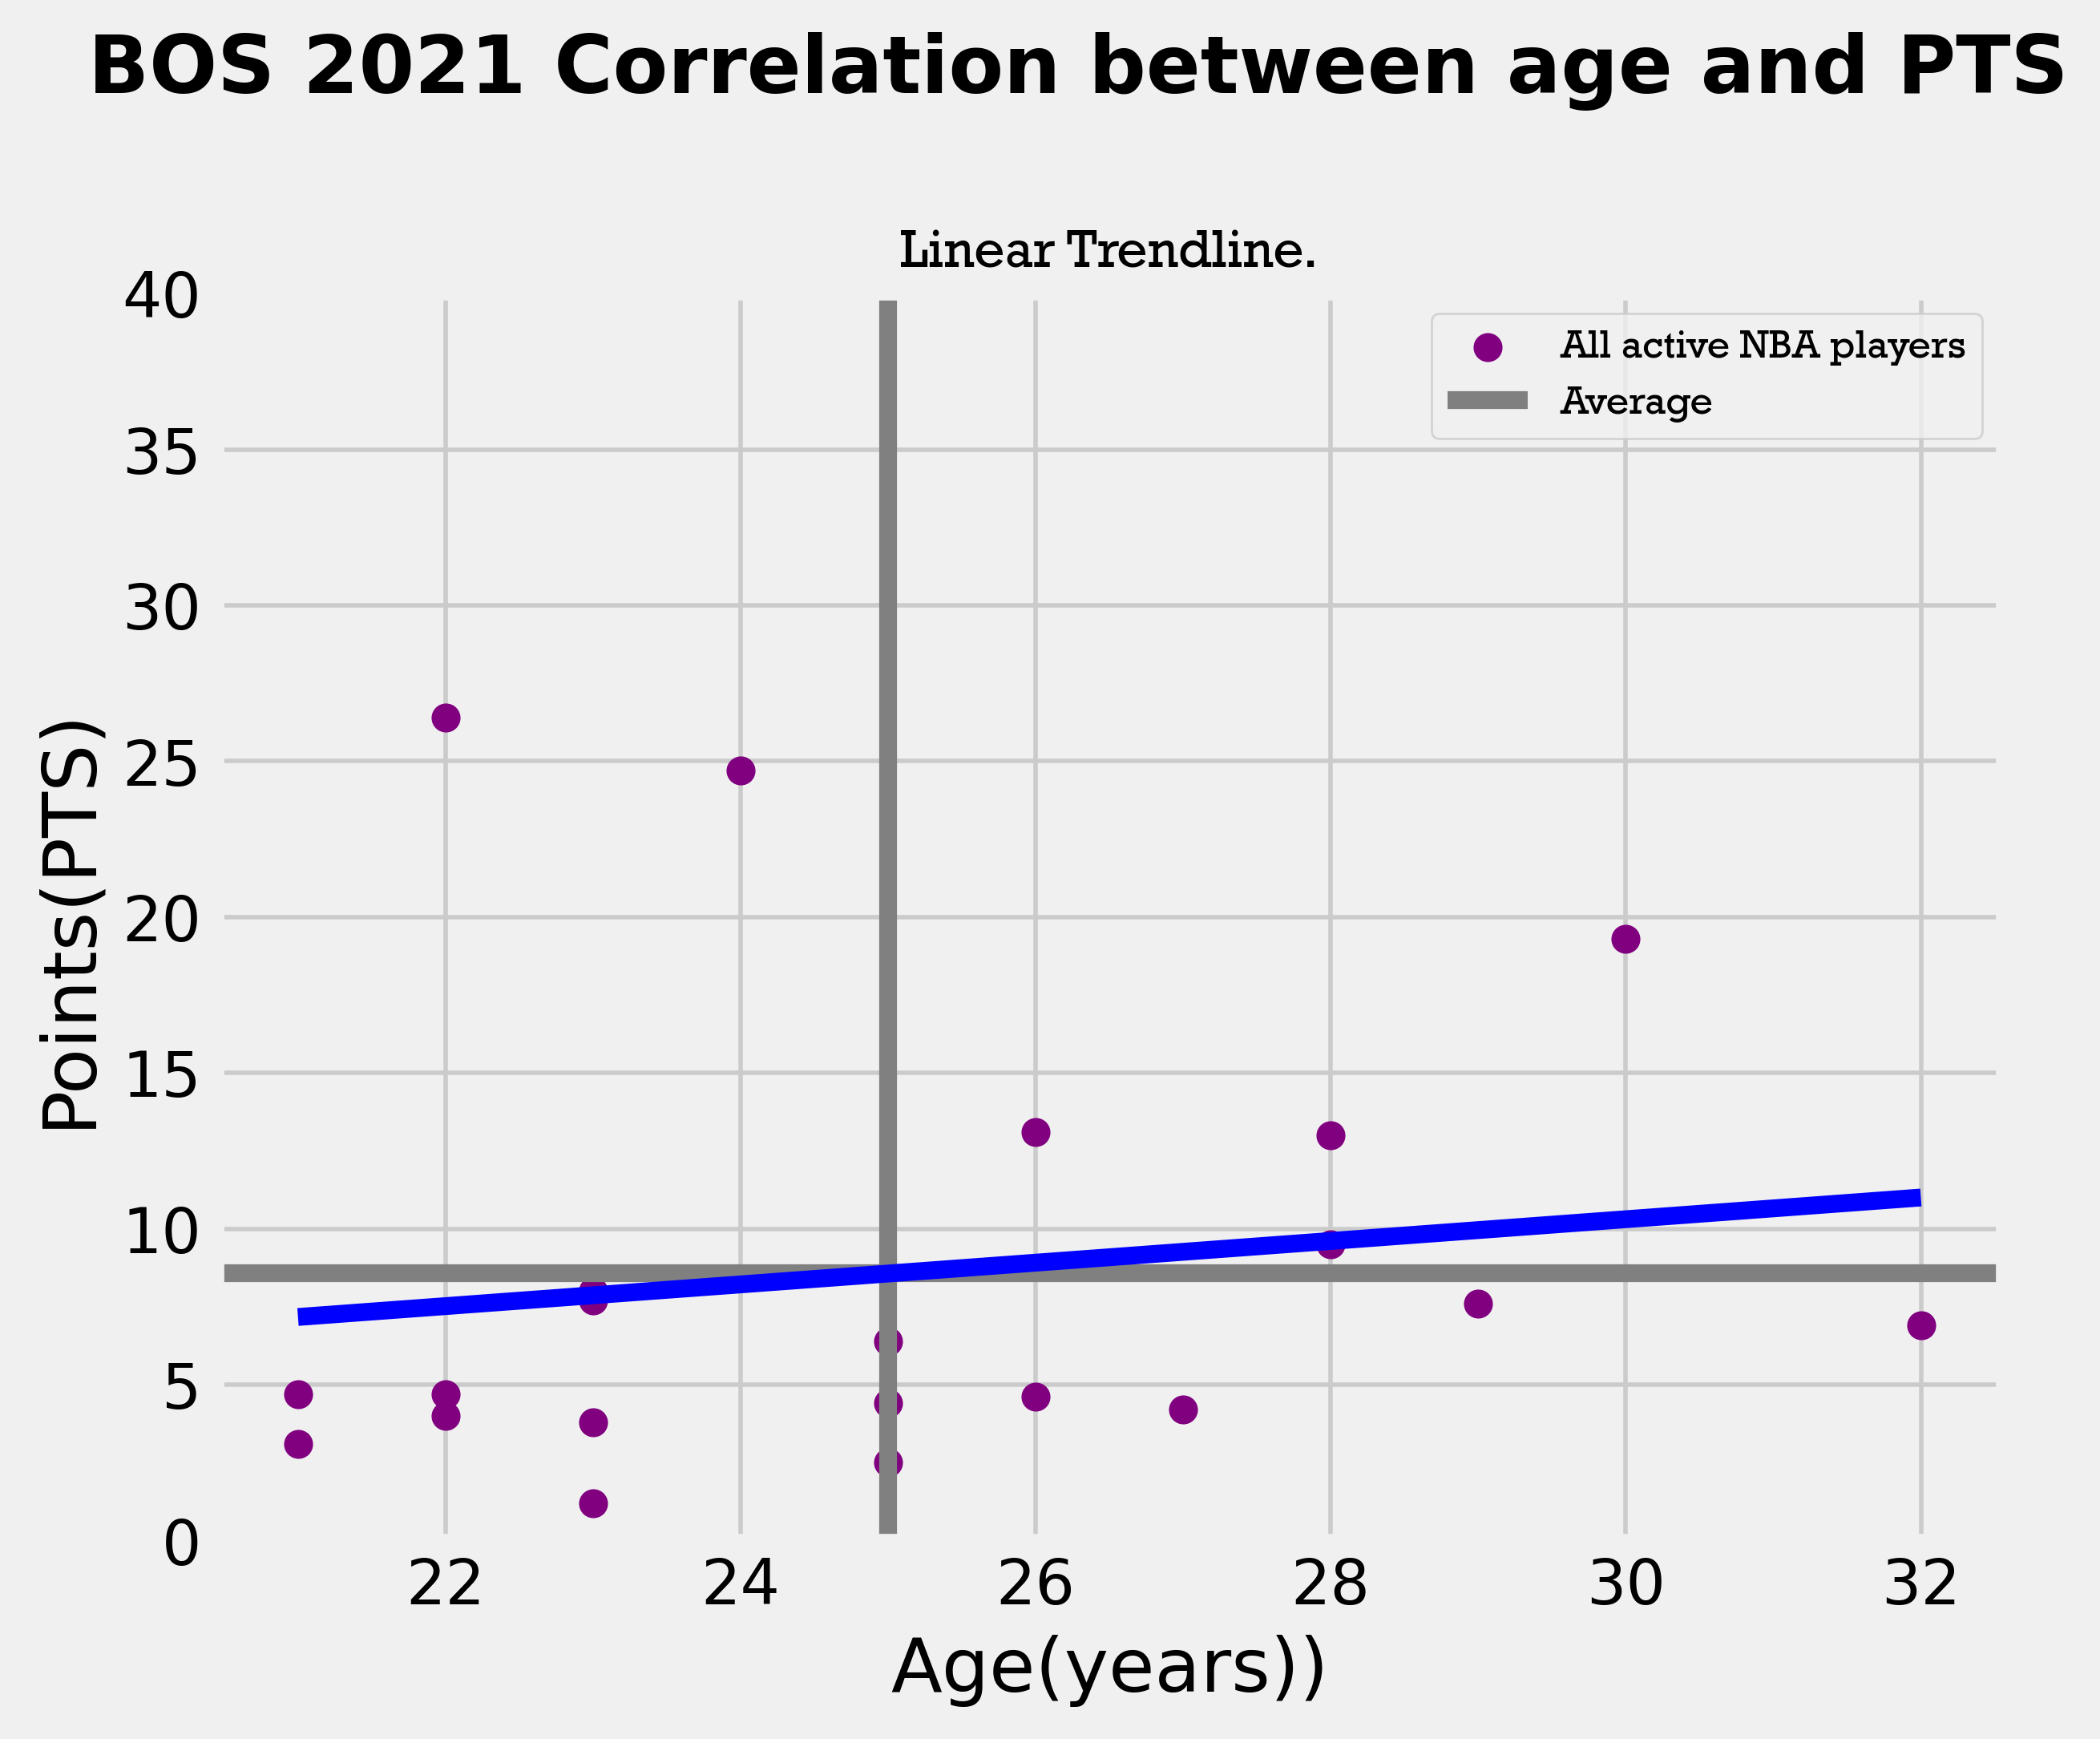 BOS 2021 Correlation between age and PTS
Linear Trendline.
40
35
30
25
20
15
10
5
0
Points(PTS)
All active NBA players
Average
22 24 26 28 30 32
Age(years))